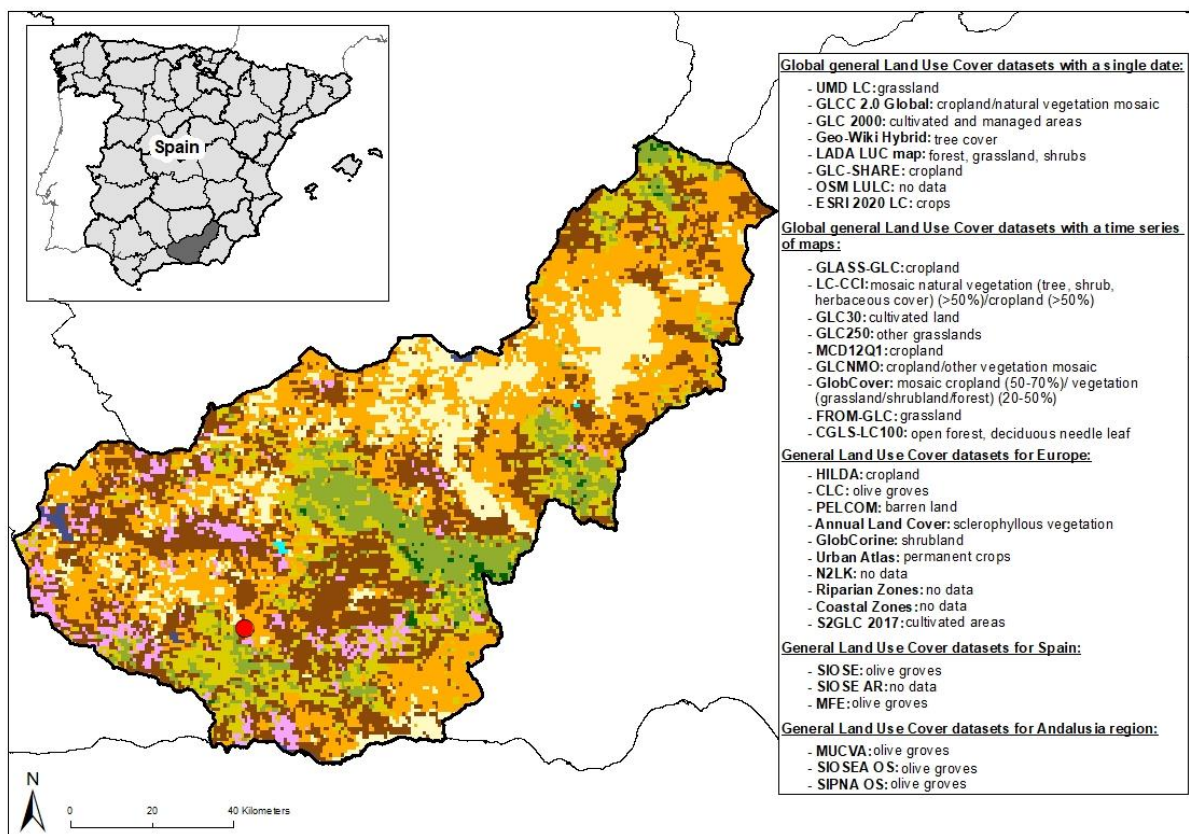 Spain
Global general Land Use Cover datasets with a single date:
- UMD LC: grassland
- GLCC 2.0 Global: cropland/natural vegetation mosaic
- GLC 2000: cultivated and managed areas
- Geo-Wiki Hybrid: tree cover
- LADA LUC map: forest, grassland, shrubs
- GLC-SHARE: cropland
- OSM LULC: no data
- ESRI 2020 LC: crops
Global general Land Use Cover datasets with a time series
of maps:
- GLASS-GLC: cropland
- LC-CCI: mosaic natural vegetation (tree, shrub,
herbaceous cover) (>50%)/cropland (>50%)
- GLC30: cultivated land
- GLC250: other grasslands
- MCD12Q1: cropland
- GLCNMO: cropland/other vegetation mosaic
- GlobCover: mosaic cropland (50-70%)/ vegetation
(grassland/shrubland/forest) (20-50%)
- FROM-GLC: grassland
- CGLS-LC100: open forest, deciduous needle leaf
General Land Use Cover datasets for Europe:
- HILDA: cropland
- CLC: olive groves
- PELCOM: barren land
- Annual Land Cover: sclerophyllous vegetation
- GlobCorine: shrubland
- Urban Atlas: permanent crops
- N2LK: no data
- Riparian Zones: no data
- Coastal Zones: no data
- S2GLC 2017: cultivated areas
General Land Use Cover datasets for Spain:
- SIOSE: olive groves
- SIOSE AR: no data
- MFE: olive groves
General Land Use Cover datasets for Andalusia region:
- MUCVA: olive groves
- SIOSEA OS: olive groves
- SIPNA OS: olive groves
N
0 20 40 Kilometers